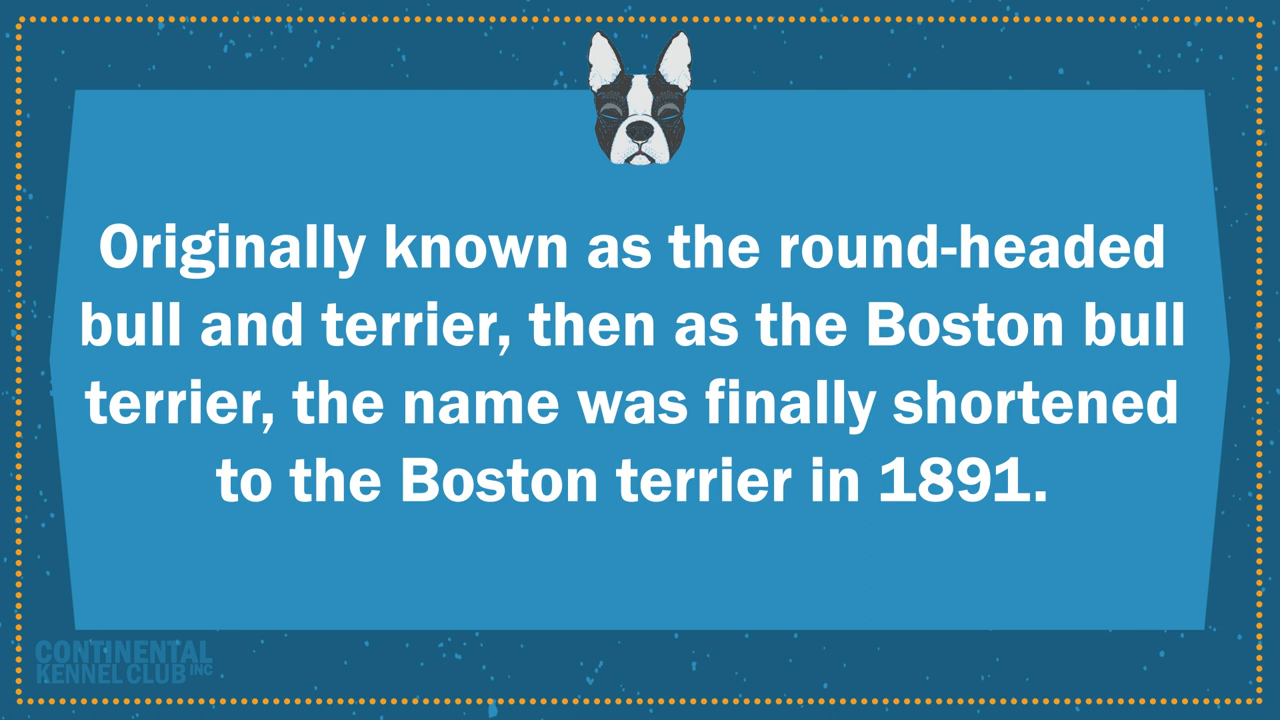 Originally known as the round-headed
bull and terrier, then as the Boston bull
terrier, the name was finally shortened
to the Boston terrier in 1891.
CONTINENTAL
KENNEL CLUB INC